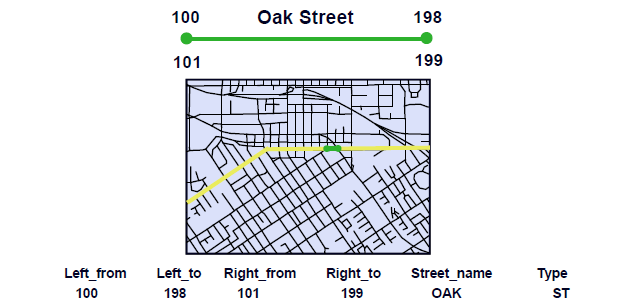 100 Oak Street 198
101 199
Left_from Left_to Right_from Right_to Street_name Type
100 198 101 199 OAK ST